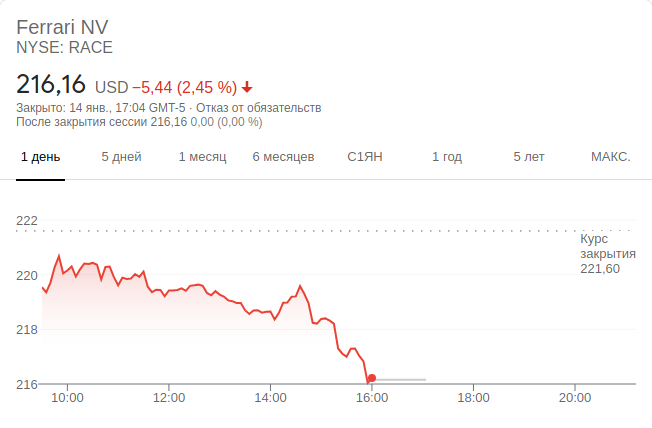 Ferrari NV
NYSE: RACE
216,16 USD −5,44 (2,45 %)
Закрыто: 14 янв., 17:04 GMT-5 · Отказ от обязательств
После закрытия сессии 216,16 0,00 (0,00 %)
1 день 5 дней 1 месяц 6 месяцев С1ЯН 1 год 5 лет МАКС.
222
Курс
закрытия
221,60
220
218
216
10:00 12:00 14:00 16:00 18:00 20:00